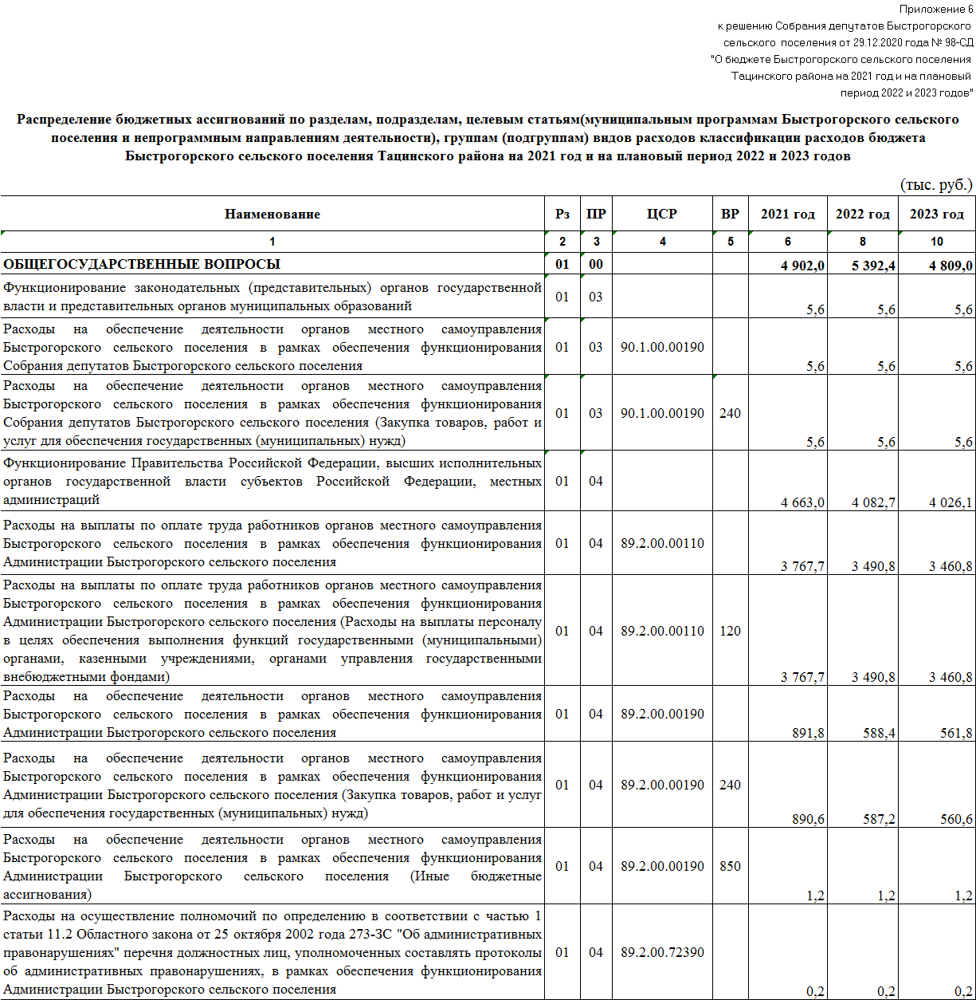 Приложение 6
к решению Собрания депутатов Быстрогорского
сельского поселения от 29.12.2020 года № 98-СД
"О бюджете Быстрогорского сельского поселения
Тацинского района на 2021 год и на плановый
период 2022 и 2023 годов"
Распределение бюджетных ассигнований по разделам, подразделам, целевым статьям(муниципальным программам Быстрогорского сельского
поселения и непрограммным направлениям деятельности), группам (подгруппам) видов расходов классификации расходов бюджета
Быстрогорского сельского поселения Тацинского района на 2021 год и на плановый период 2022 и 2023 годов
(тыс. руб.)
Наименование Рз ПР ЦСР ВР 2021 год 2022 год 2023 год
1 2 3 4 5 6 8 10
ОБЩЕГОСУДАРСТВЕННЫЕ ВОПРОСЫ 01 00 4 902,0 5 392,4 4 809,0
Функционирование законодательных (представительных) органов государственной
власти и представительных органов муниципальных образований
01 03 5,6 5,6 5,6
Расходы на обеспечение деятельности органов местного самоуправления
Быстрогорского сельского поселения в рамках обеспечения функционирования
Собрания депутатов Быстрогорского сельского поселения
01 03 90.1.00.00190 5,6 5,6 5,6
Расходы на обеспечение деятельности органов местного самоуправления
Быстрогорского сельского поселения в рамках обеспечения функционирования
Собрания депутатов Быстрогорского сельского поселения (Закупка товаров, работ и
услуг для обеспечения государственных (муниципальных) нужд)
01 03 90.1.00.00190 240 5,6 5,6 5,6
Функционирование Правительства Российской Федерации, высших исполнительных
органов государственной власти субъектов Российской Федерации, местных
администраций
01 04 4 663,0 4 082,7 4 026,1
Расходы на выплаты по оплате труда работников органов местного самоуправления
Быстрогорского сельского поселения в рамках обеспечения функционирования
Администрации Быстрогорского сельского поселения
01 04 89.2.00.00110 3 767,7 3 490,8 3 460,8
Расходы на выплаты по оплате труда работников органов местного самоуправления
Быстрогорского сельского поселения в рамках обеспечения функционирования
Администрации Быстрогорского сельского поселения (Расходы на выплаты персоналу
в целях обеспечения выполнения функций государственными (муниципальными)
органами, казенными учреждениями, органами управления государственными
внебюджетными фондами)
01 04 89.2.00.00110 120 3 767,7 3 490,8 3 460,8
Расходы на обеспечение деятельности органов местного самоуправления
Быстрогорского сельского поселения в рамках обеспечения функционирования
Администрации Быстрогорского сельского поселения
01 04 89.2.00.00190 891,8 588,4 561,8
Расходы на обеспечение деятельности органов местного самоуправления
Быстрогорского сельского поселения в рамках обеспечения функционирования
Администрации Быстрогорского сельского поселения (Закупка товаров, работ и услуг
для обеспечения государственных (муниципальных) нужд)
01 04 89.2.00.00190 240 890,6 587,2 560,6
Расходы на обеспечение деятельности органов местного самоуправления
Быстрогорского сельского поселения в рамках обеспечения функционирования
Администрации Быстрогорского сельского поселения (Иные бюджетные
ассигнования)
01 04 89.2.00.00190 850 1,2 1,2 1,2
Расходы на осуществление полномочий по определению в соответствии с частью 1
статьи 11.2 Областного закона от 25 октября 2002 года 273-ЗС "Об административных
правонарушениях" перечня должностных лиц, уполномоченных составлять протоколы
об административных правонарушениях, в рамках обеспечения функционирования
Администрации Быстрогорского сельского поселения
01 04 89.2.00.72390 0,2 0,2 0,2